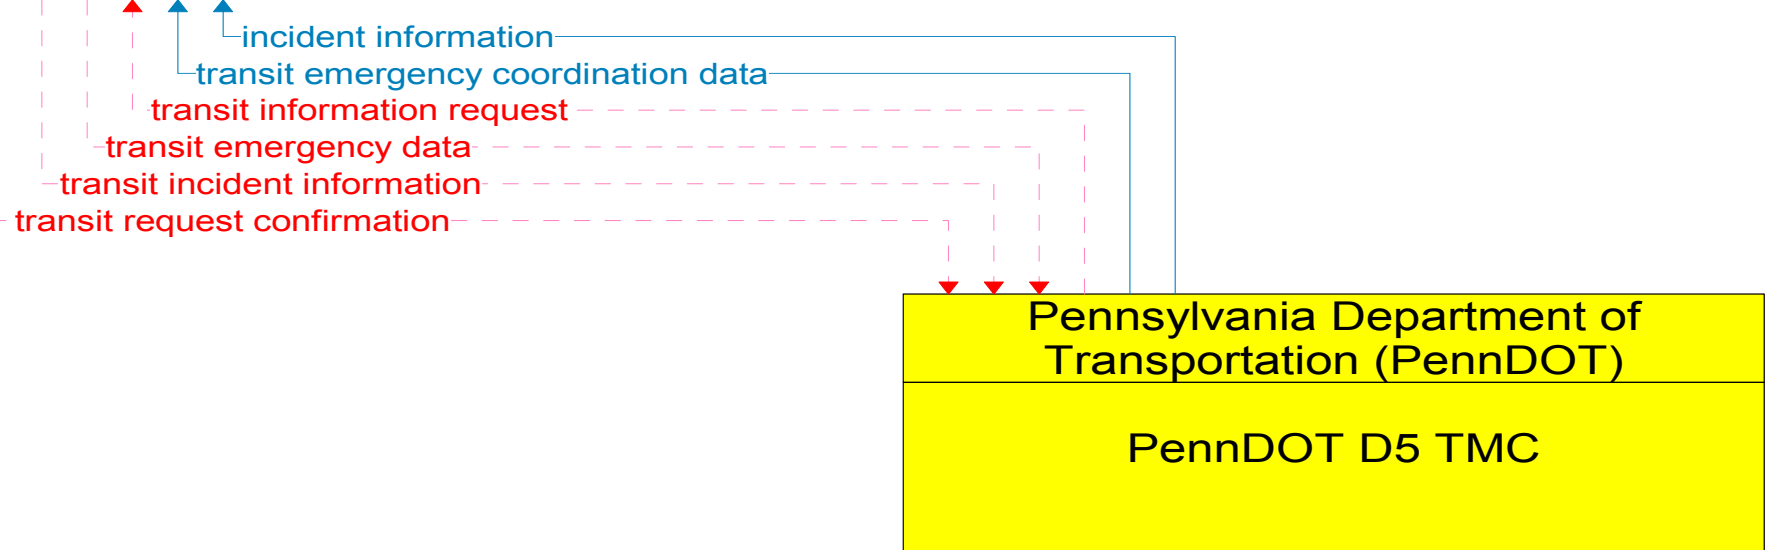 incident information
transit emergency coordination data
transit information request
transit emergency data
transit incident information
transit request confirmation
Pennsylvania Department of
Transportation (PennDOT)
PennDOT D5 TMC